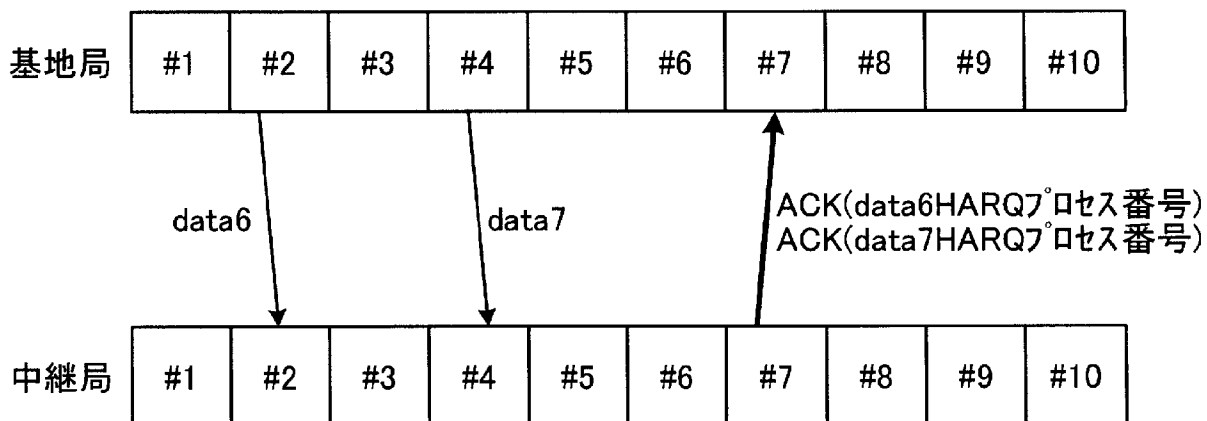 基地局 #1 #2 #3 #4 #5 #6 #7 #8 #9 #10
data6
data7
ACK(data6HARQプロセス番号)
ACK(data7HARQプロセス番号)
中継局 #1 #2 #3 #4 #5 #6 #7 #8 #9 #10